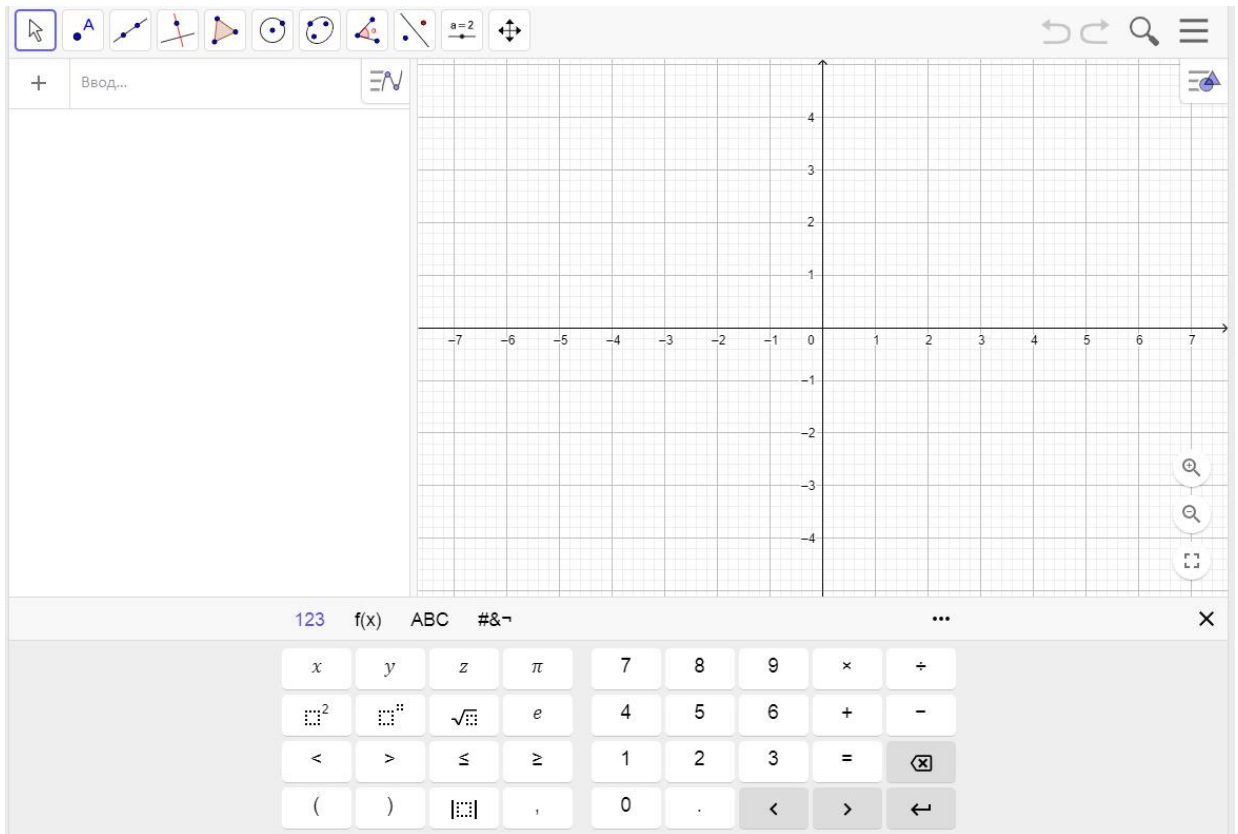 A
a=2
+ Ввод...
4
3
2
1
−7 −6 −5 −4 −3 −2 −1 0 1 2 3 4 5 6 7
−1
−2
−3
−4
123 f(x) ABC #&¬
x y z π 7 8 9 × ÷
2 √ e 4 5 6 + −
< > ≤ ≥ 1 2 3 =
( ) | | , 0 . < >